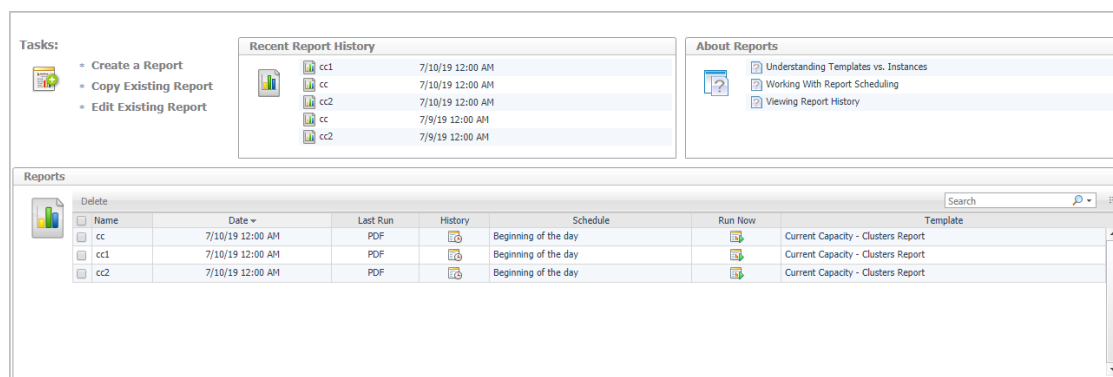 Tasks:
Create a Report
Copy Existing Report
Edit Existing Report
Recent Report History
cc1 7/10/19 12:00 AM
cc 7/10/19 12:00 AM
cc2 7/10/19 12:00 AM
cc 7/9/19 12:00 AM
cc2 7/9/19 12:00 AM
About Reports
Understanding Templates vs. Instances
Working With Report Scheduling
Viewing Report History
Reports
Delete Search
Name Date Last Run History Schedule Run Now Template
cc 7/10/19 12:00 AM PDF Beginning of the day Current Capacity - Clusters Report
cc1 7/10/19 12:00 AM PDF Beginning of the day Current Capacity - Clusters Report
cc2 7/10/19 12:00 AM PDF Beginning of the day Current Capacity - Clusters Report